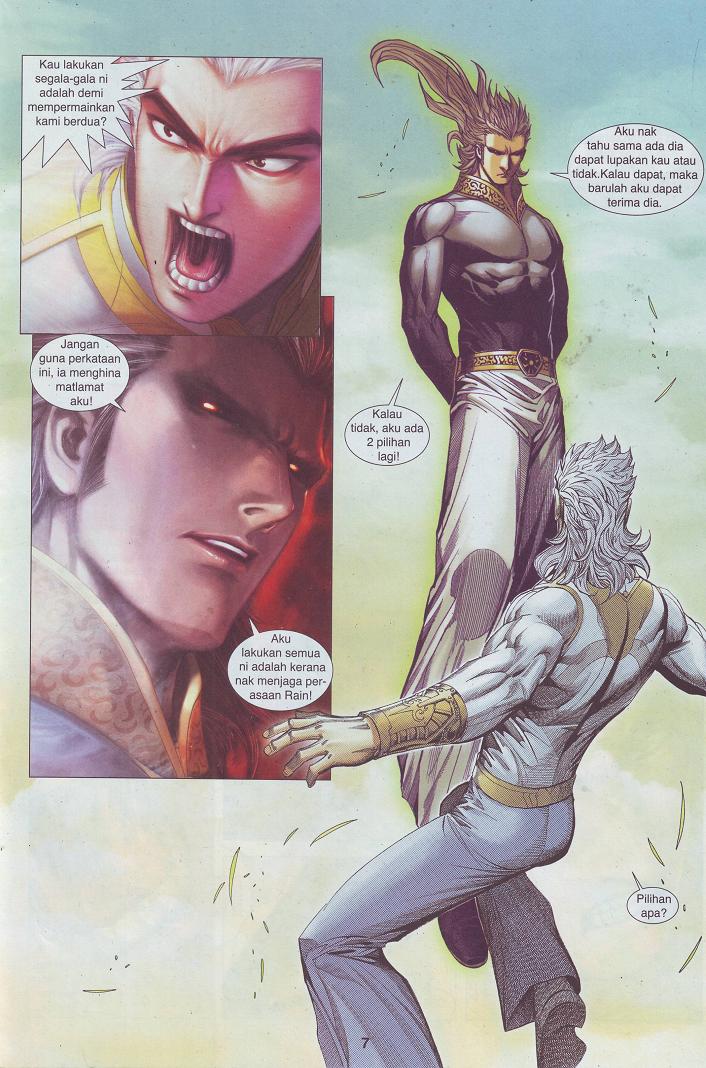 Kau lakukan
segala-gala ni
adalah demi
mempermainkan
kami berdua?
Jangan
guna perkataan
ini, ia menghina
matlamat
aku!
Aku
lakukan semua
ni adalah kerana
nak menjaga per-
asaan Rain!
Aku nak
tahu sama ada dia
dapat lupakan kau atau
tidak.Kalau dapat, maka
barulah aku dapat
terima dia.
Kalau
tidak, aku ada
2 pilihan
lagi!
Pilihan
apa?
7